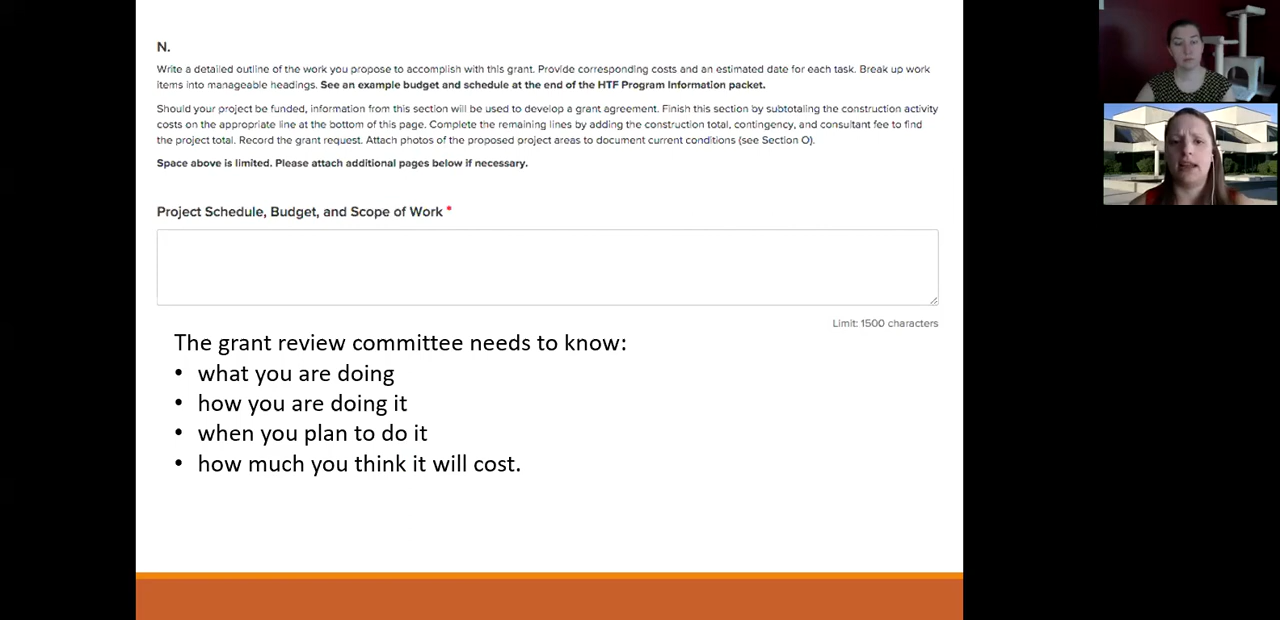 N.
Write a detailed outline of the work you propose to accomplish with this grant. Provide corresponding costs and an estimated date for each task. Break up work
items into manageable headings. See an example budget and schedule at the end of the HTF Program Information packet.
Should your project be funded, information from this section will be used to develop a grant agreement. Finish this section by subtotaling the construction activity
costs on the appropriate line at the bottom of this page. Complete the remaining lines by adding the construction total, contingency, and consultant fee to find
the project total. Record the grant request. Attach photos of the proposed project areas to document current conditions (see Section O).
Space above is limited. Please attach additional pages below if necessary.
Project Schedule, Budget, and Scope of Work *
Limit: 1500 characters
The grant review committee needs to know:
• what you are doing
• how you are doing it
• when you plan to do it
• how much you think it will cost.